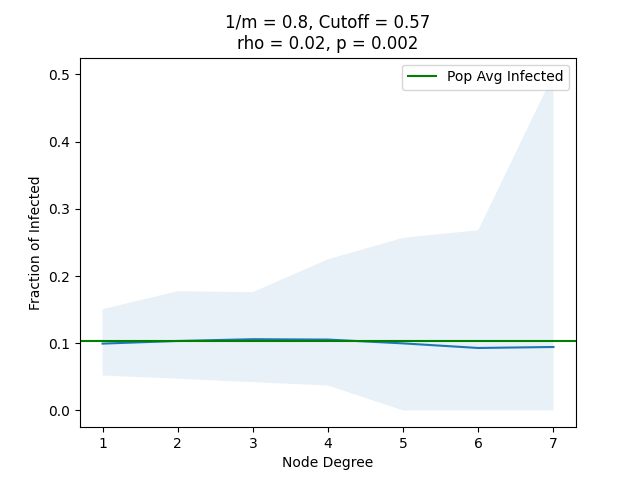 1/m = 0.8, Cutoff = 0.57
rho = 0.02, p = 0.002
Pop Avg Infected
0.5
0.4
0.3
0.2
0.1
0.0
Fraction of Infected
1 2 3 4 5 6 7
Node Degree